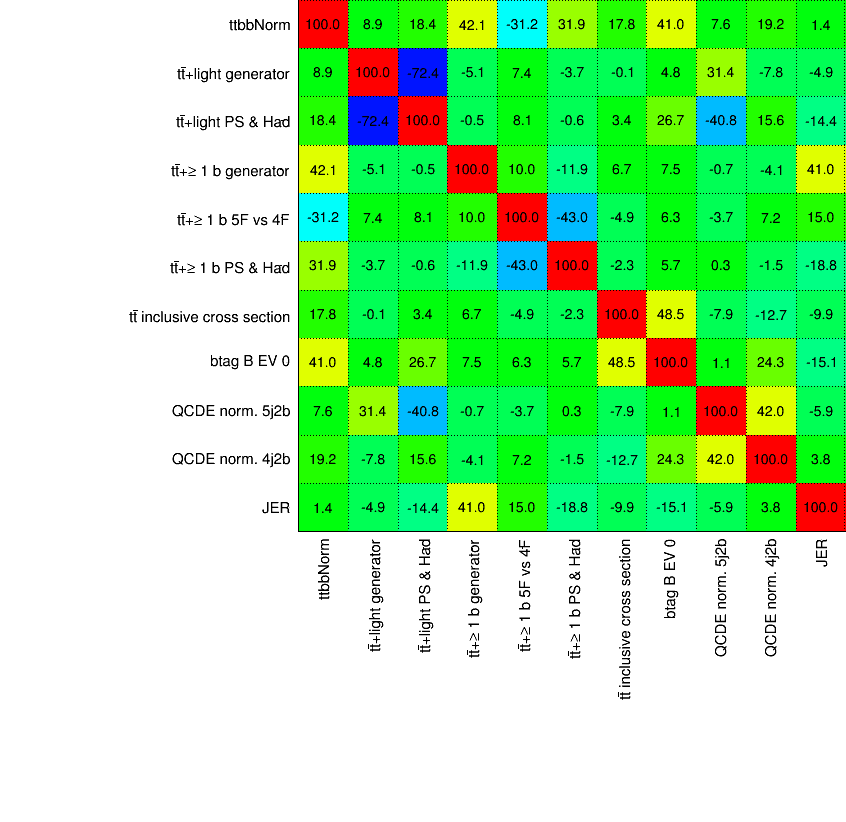 ttbbNorm 100.0 8.9 18.4 42.1 -31.2 31.9 17.8 41.0 7.6 19.2 1.4
tt̄+light generator 8.9 100.0 -72.4 -5.1 7.4 -3.7 -0.1 4.8 31.4 -7.8 -4.9
tt̄+light PS & Had 18.4 -72.4 100.0 -0.5 8.1 -0.6 3.4 26.7 -40.8 15.6 -14.4
tt̄+≥ 1 b generator 42.1 -5.1 -0.5 100.0 10.0 -11.9 6.7 7.5 -0.7 -4.1 41.0
tt̄+≥ 1 b 5F vs 4F -31.2 7.4 8.1 10.0 100.0 -43.0 -4.9 6.3 -3.7 7.2 15.0
tt̄+≥ 1 b PS & Had 31.9 -3.7 -0.6 -11.9 -43.0 100.0 -2.3 5.7 0.3 -1.5 -18.8
tt̄ inclusive cross section 17.8 -0.1 3.4 6.7 -4.9 -2.3 100.0 48.5 -7.9 -12.7 -9.9
btag B EV 0 41.0 4.8 26.7 7.5 6.3 5.7 48.5 100.0 1.1 24.3 -15.1
QCDE norm. 5j2b 7.6 31.4 -40.8 -0.7 -3.7 0.3 -7.9 1.1 100.0 42.0 -5.9
QCDE norm. 4j2b 19.2 -7.8 15.6 -4.1 7.2 -1.5 -12.7 24.3 42.0 100.0 3.8
JER 1.4 -4.9 -14.4 41.0 15.0 -18.8 -9.9 -15.1 -5.9 3.8 100.0
ttbbNorm
tt̄+light generator
tt̄+light PS & Had
tt̄+≥ 1 b generator
tt̄+≥ 1 b 5F vs 4F
tt̄+≥ 1 b PS & Had
tt̄ inclusive cross section
btag B EV 0
QCDE norm. 5j2b
QCDE norm. 4j2b
JER